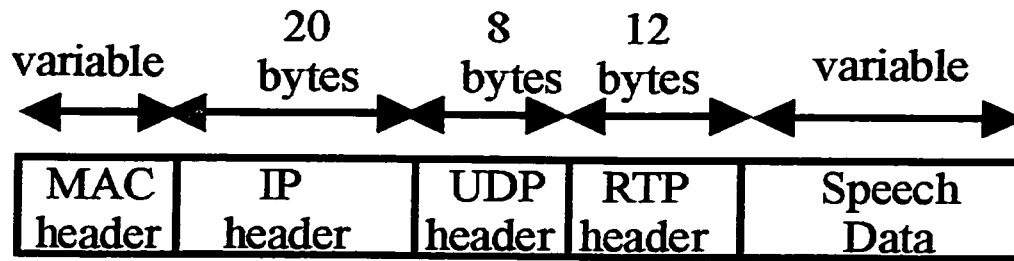 20 8 12
variable bytes bytes bytes variable
MAC IP UDP RTP Speech
header header header header Data